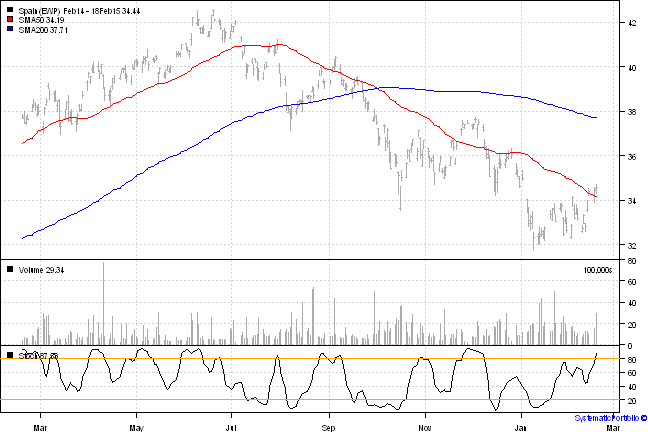 Spain (EWP) Feb14 - 18Feb15 34.44
SMA50 34.19
SMA200 37.71
42
40
38
36
34
32
Volume 29.34
100,000s
80
60
40
20
0
80
60
40
20
Mar
May
Jul
Sep
Nov
Jan
Mar
SystematicPortfolio ©